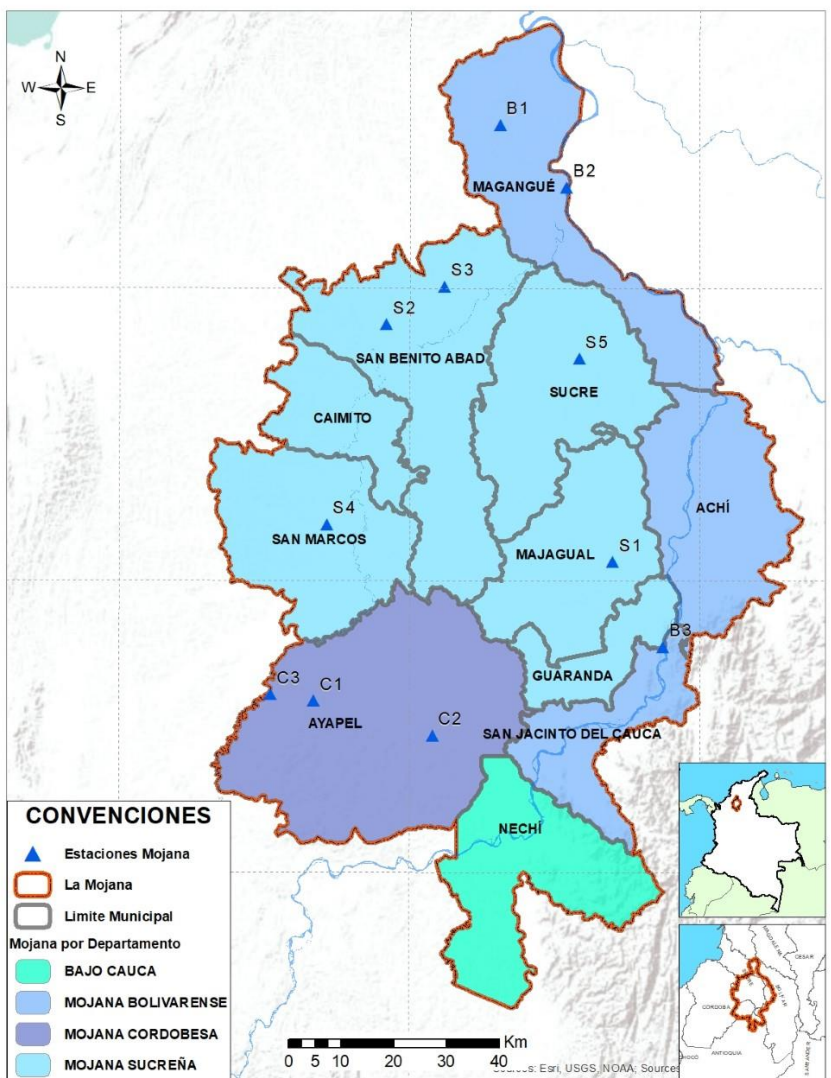 N
W E
S
B1
B2
MAGANGUÉ
S3
S2
S5
SAN BENITO ABAD
SUCRE
CAIMITO
ACHÍ
S4
SAN MARCOS
MAJAGUAL
S1
B3
GUARANDA
C3
C1
AYAPEL
C2
SAN JACINTO DEL CAUCA
NECHÍ
CONVENCIONES
Estaciones Mojana
La Mojana
Limite Municipal
Mojana por Departamento
BAJO CAUCA
MOJANA BOLIVARENSE
MOJANA CORDOBESA
MOJANA SUCREÑA
Km
0 5 10 20 30 40
Sources: Esri, USGS, NOAA; Sources
CESAR
CORDOBA
ANTIOQUIA